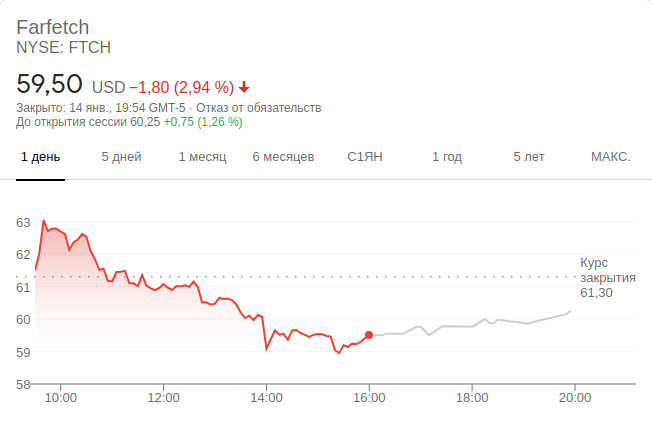 Farfetch
NYSE: FTCH
59,50 USD −1,80 (2,94 %)
Закрыто: 14 янв., 19:54 GMT-5 · Отказ от обязательств
До открытия сессии 60,25 +0,75 (1,26 %)
1 день 5 дней 1 месяц 6 месяцев С1ЯН 1 год 5 лет МАКС.
63
62
Курс
закрытия
61,30
61
60
59
58
10:00 12:00 14:00 16:00 18:00 20:00